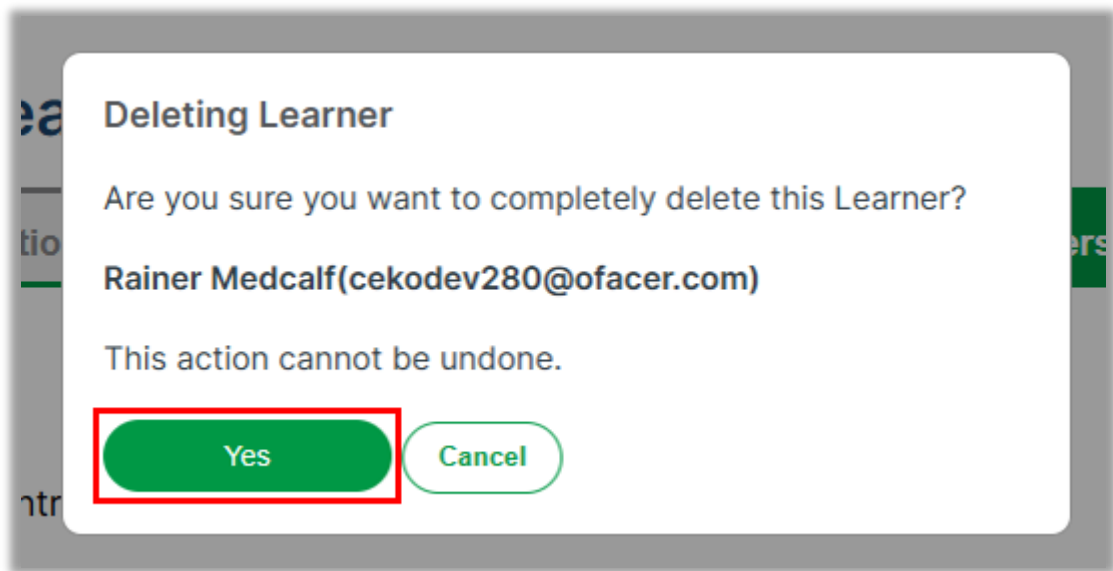 Deleting Learner
Are you sure you want to completely delete this Learner?
Rainer Medcalf(cekodev280@ofacer.com)
This action cannot be undone.
Yes
Cancel